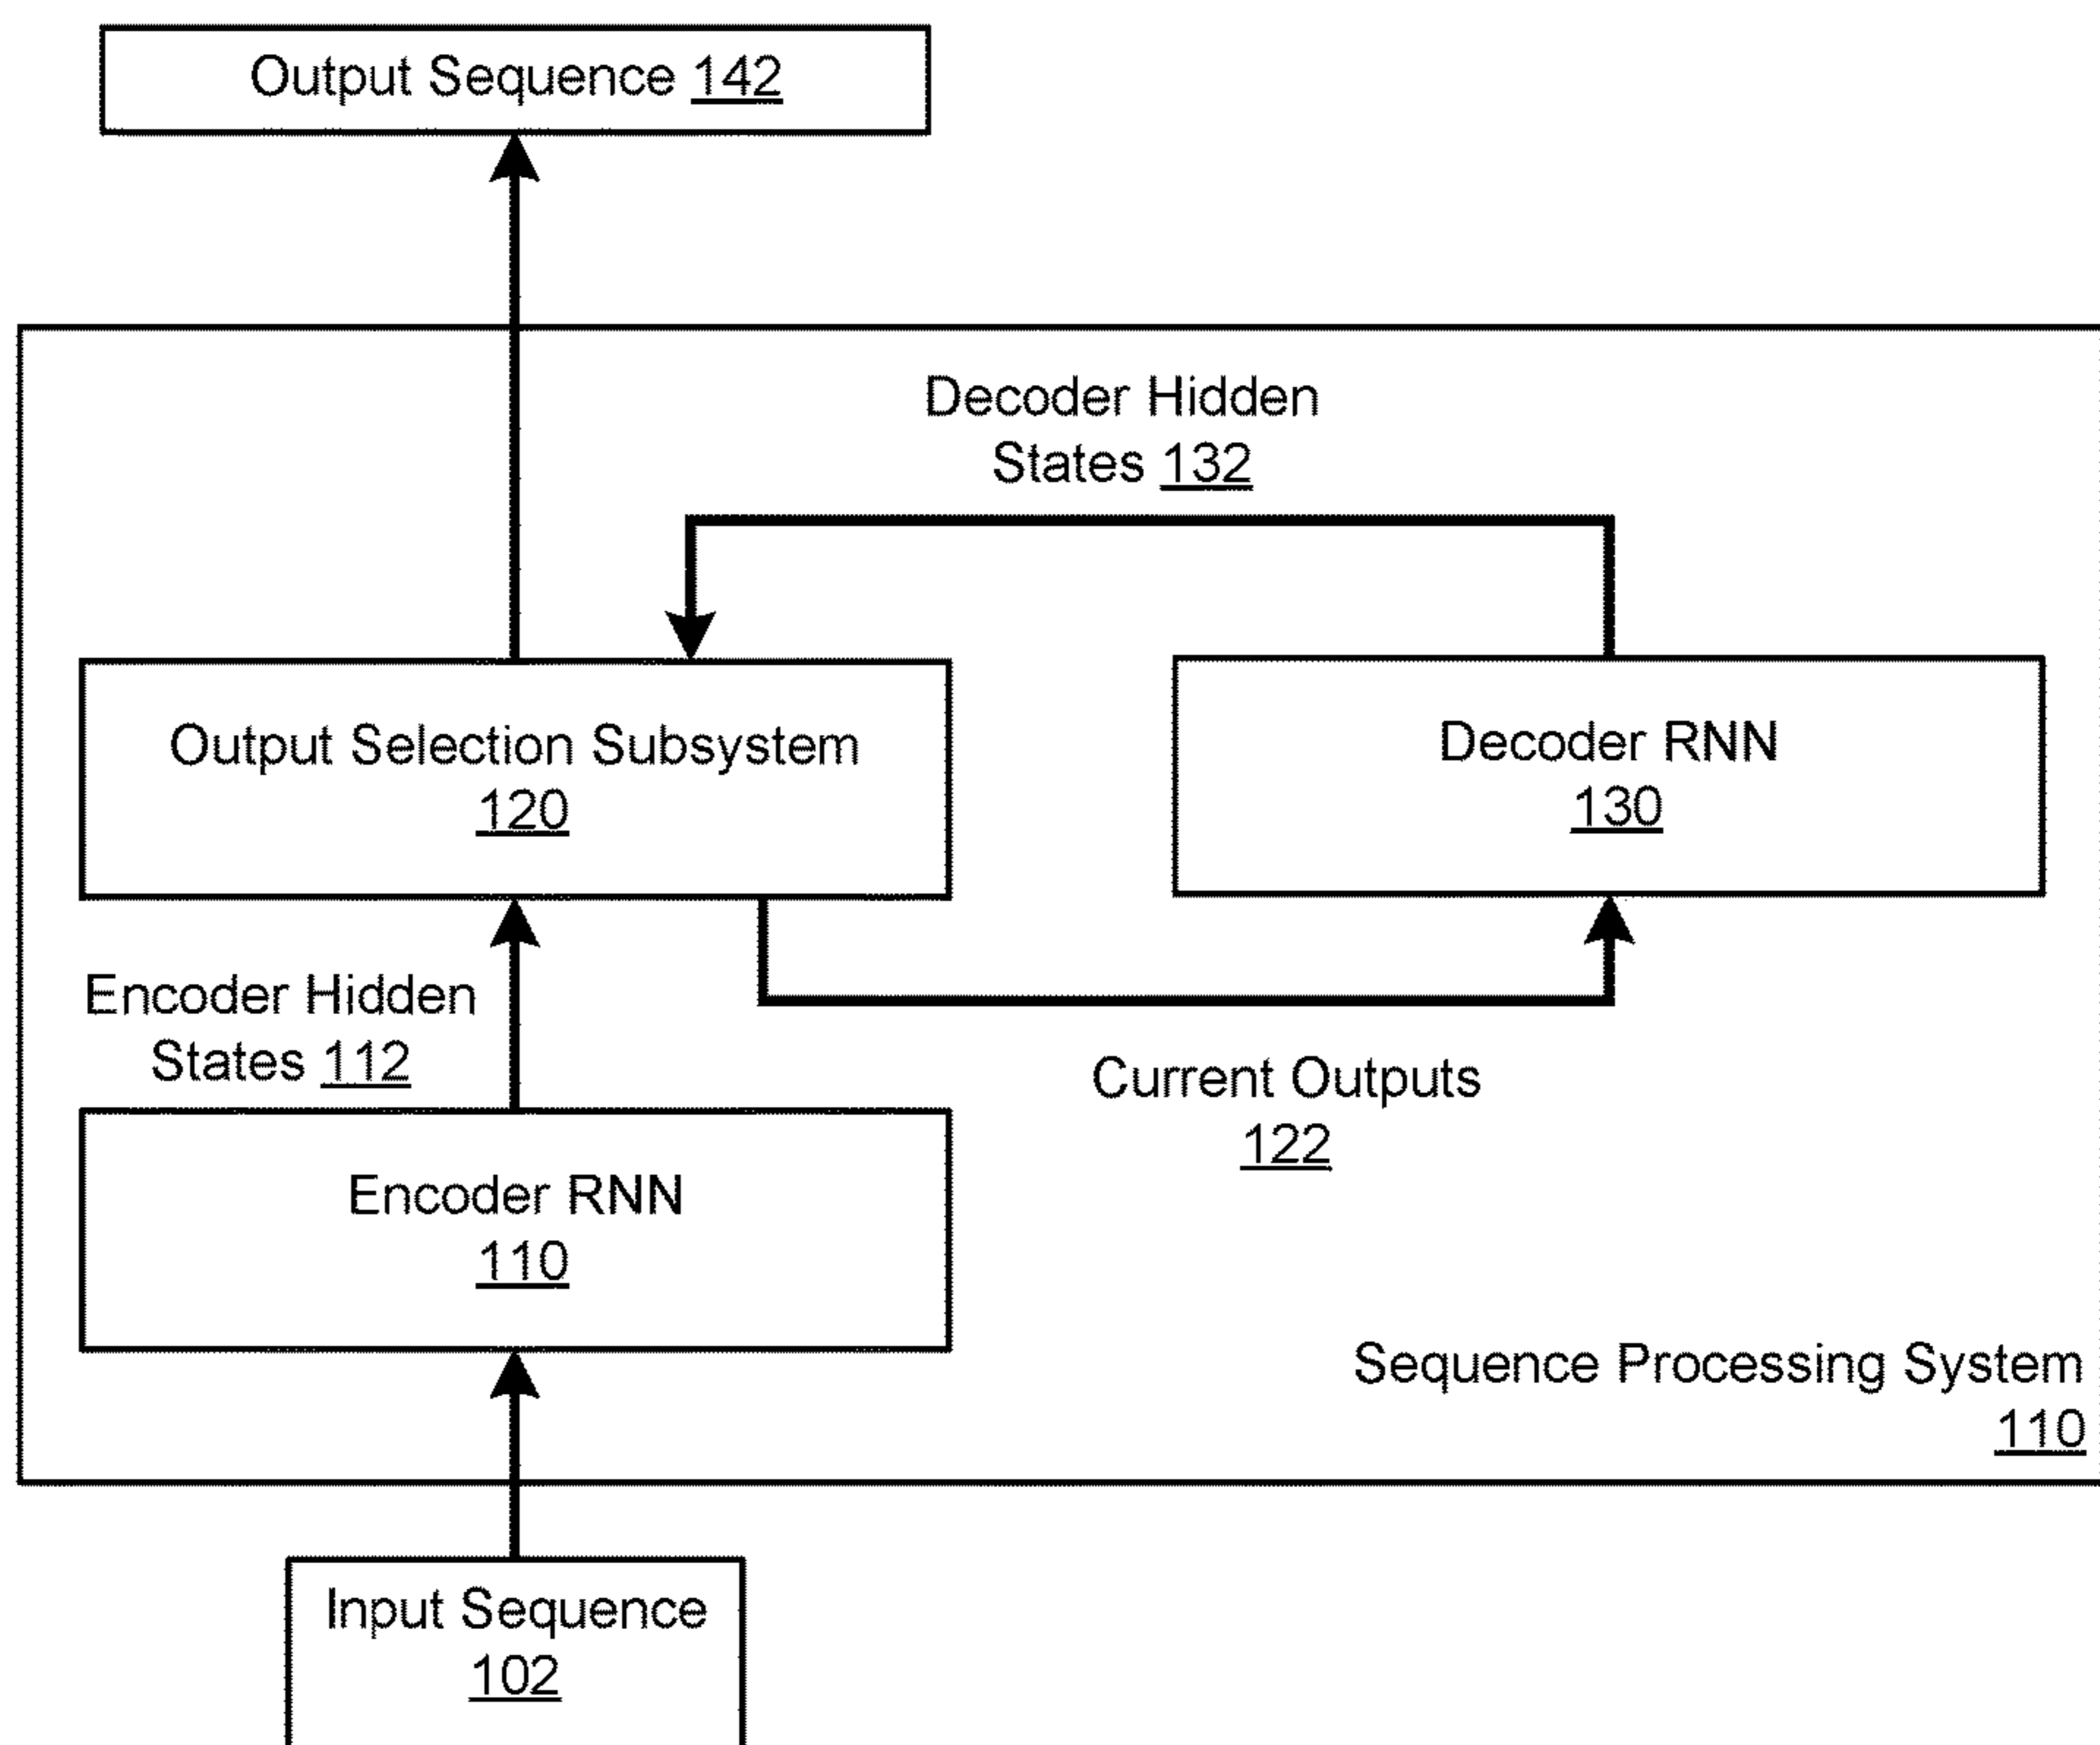 Output Sequence 142
Decoder Hidden
States 132
Output Selection Subsystem
120
Decoder RNN
130
Encoder Hidden
States 112
Current Outputs
122
Encoder RNN
110
Sequence Processing System
110
Input Sequence
102